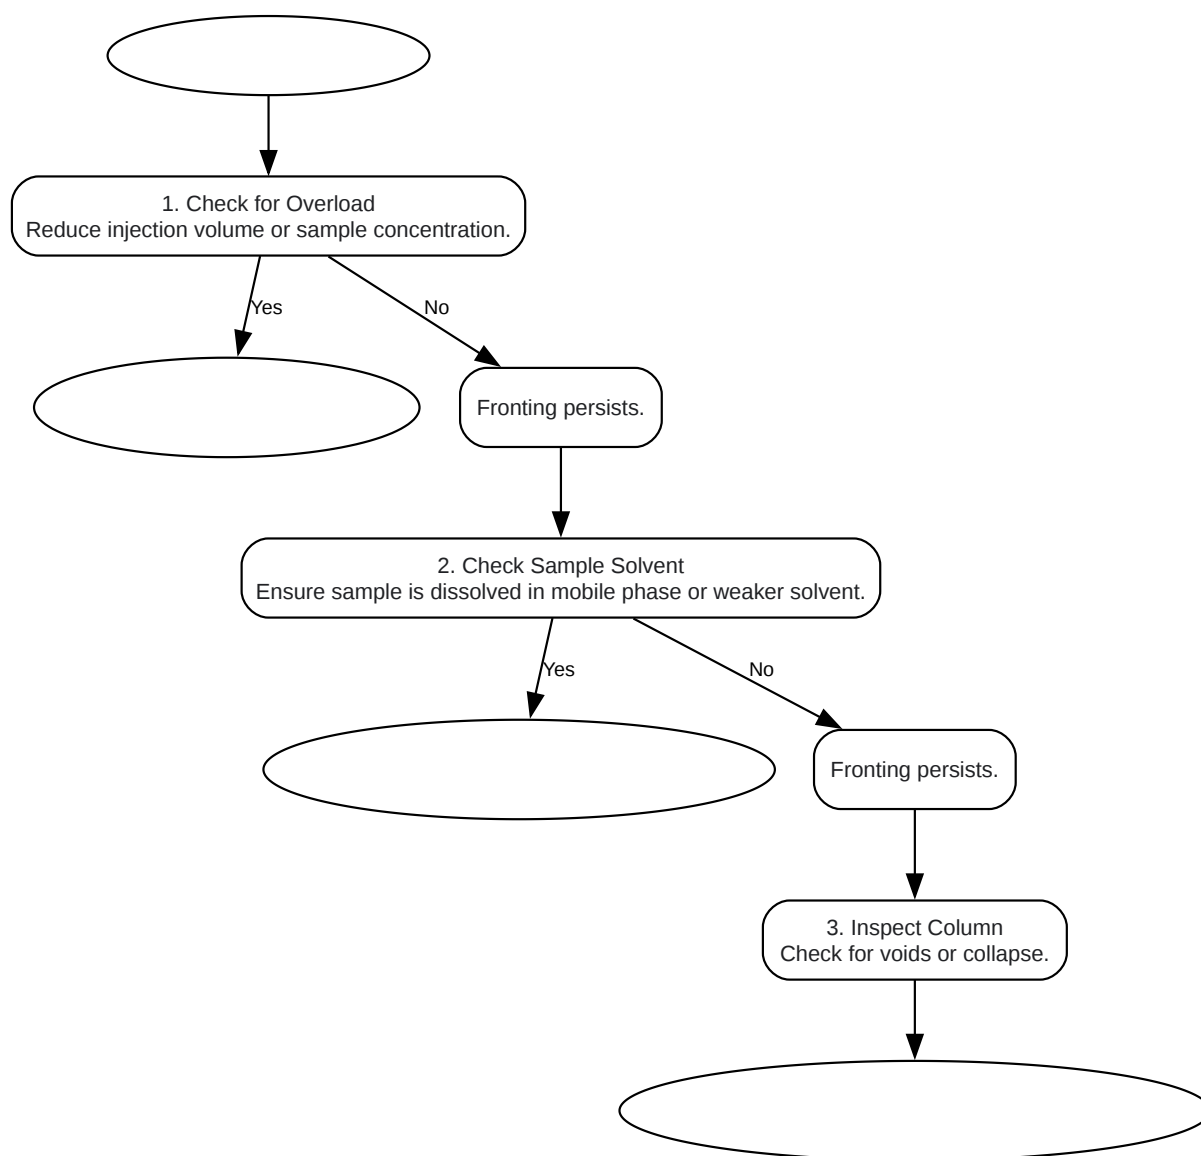 1. Check for Overload
Reduce injection volume or sample concentration.
Yes
No
Fronting persists.
2. Check Sample Solvent
Ensure sample is dissolved in mobile phase or weaker solvent.
Yes
No
Fronting persists.
3. Inspect Column
Check for voids or collapse.